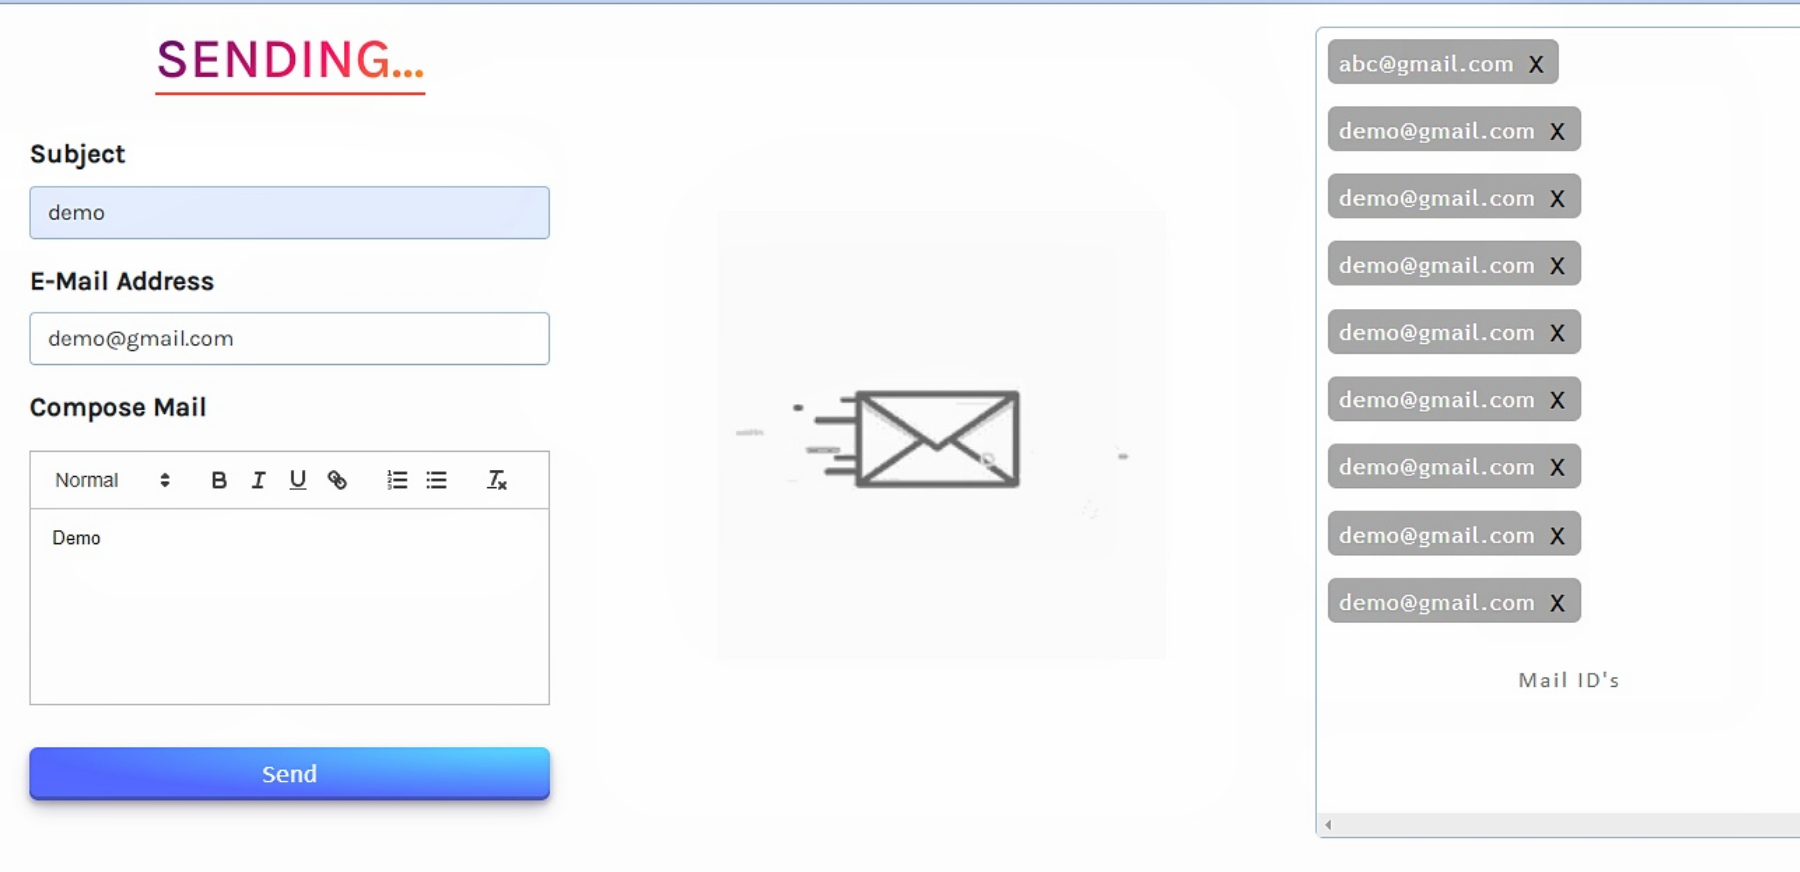 SENDING...
Subject
demo
E-Mail Address
demo@gmail.com
Compose Mail
Normal B I U Tx
Demo
Send
abc@gmail.com X
demo@gmail.com X
demo@gmail.com X
demo@gmail.com X
demo@gmail.com X
demo@gmail.com X
demo@gmail.com X
demo@gmail.com X
demo@gmail.com X
Mail ID's